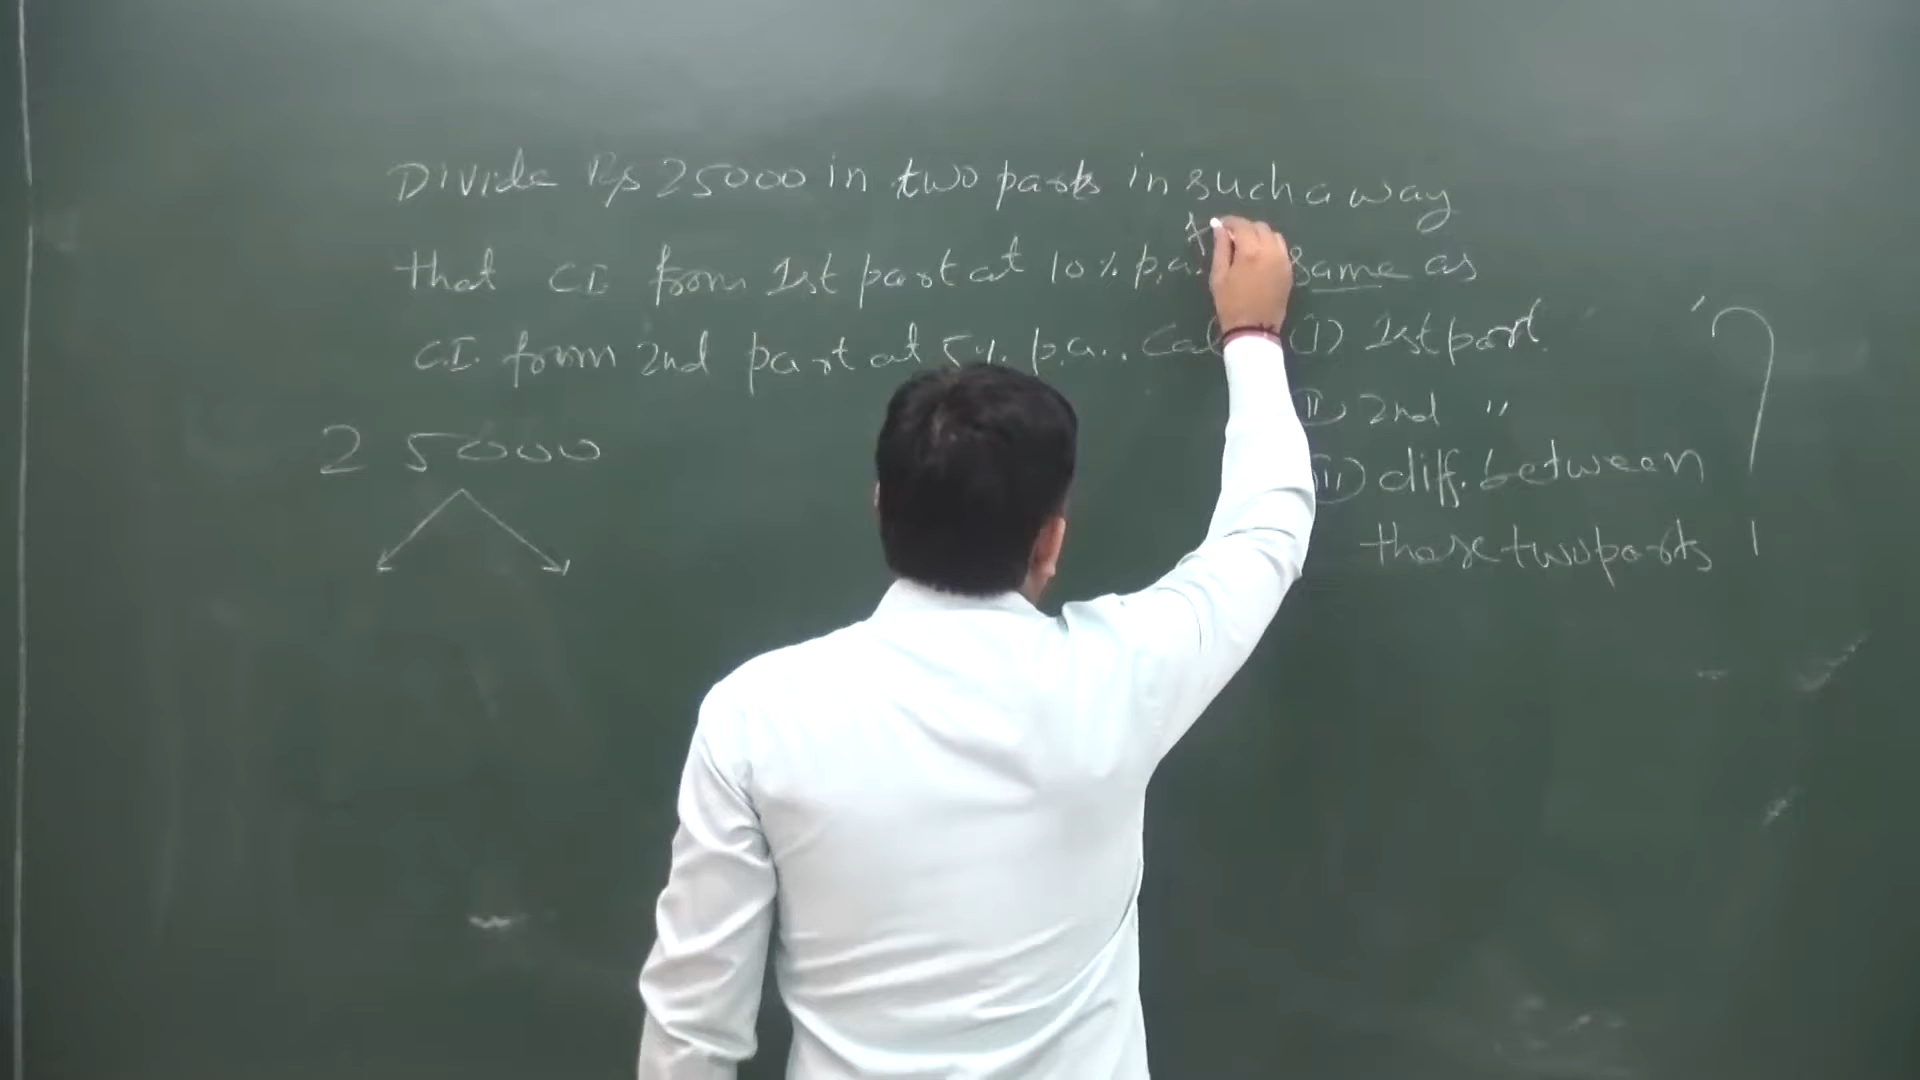 Divide Rs 25000 in two parts in such a way
that C.I. from 1st part at 10% p.a. same as
C.I. from 2nd part at 5% p.a.. (I) 1st part.
(II) 2nd "
(III) diff. between
these two parts
25000